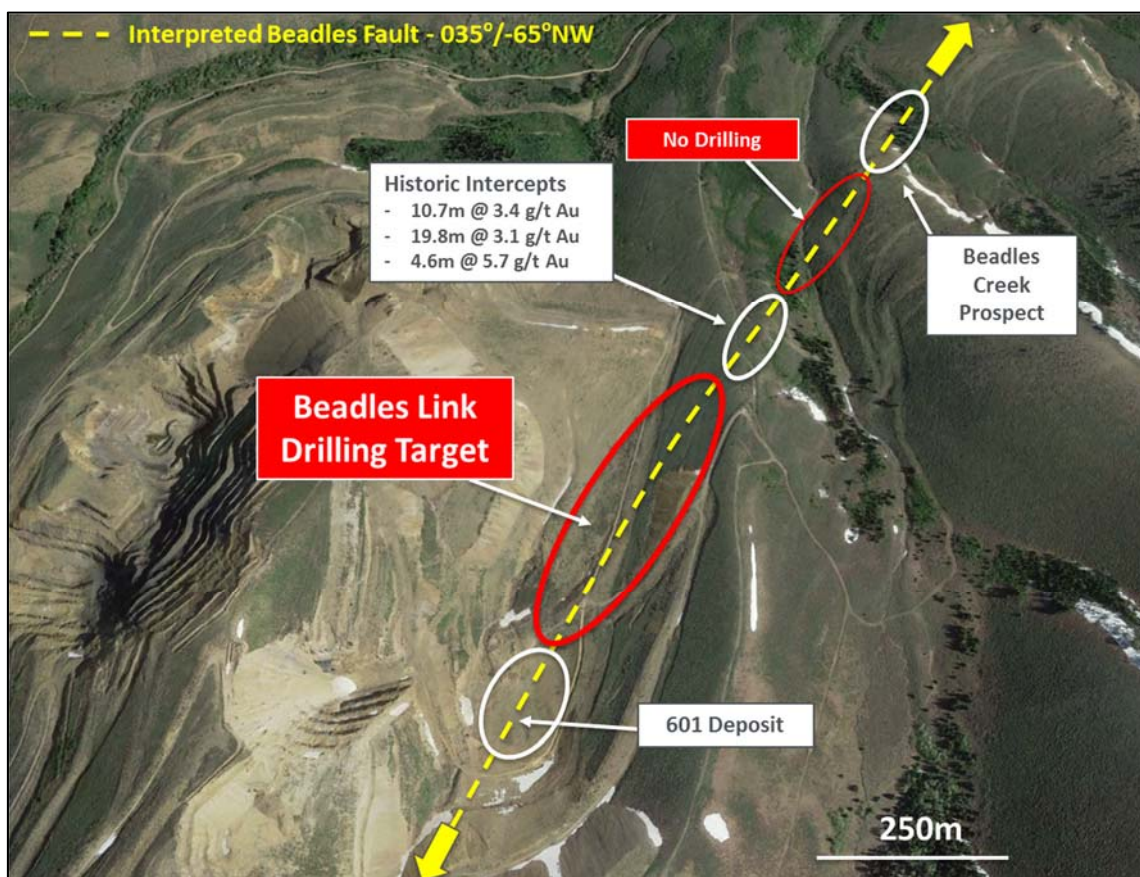 Interpreted Beadles Fault - 035°/-65°NW
No Drilling
Historic Intercepts
- 10.7m @ 3.4 g/t Au
- 19.8m @ 3.1 g/t Au
- 4.6m @ 5.7 g/t Au
Beadles
Creek
Prospect
Beadles Link
Drilling Target
601 Deposit
250m